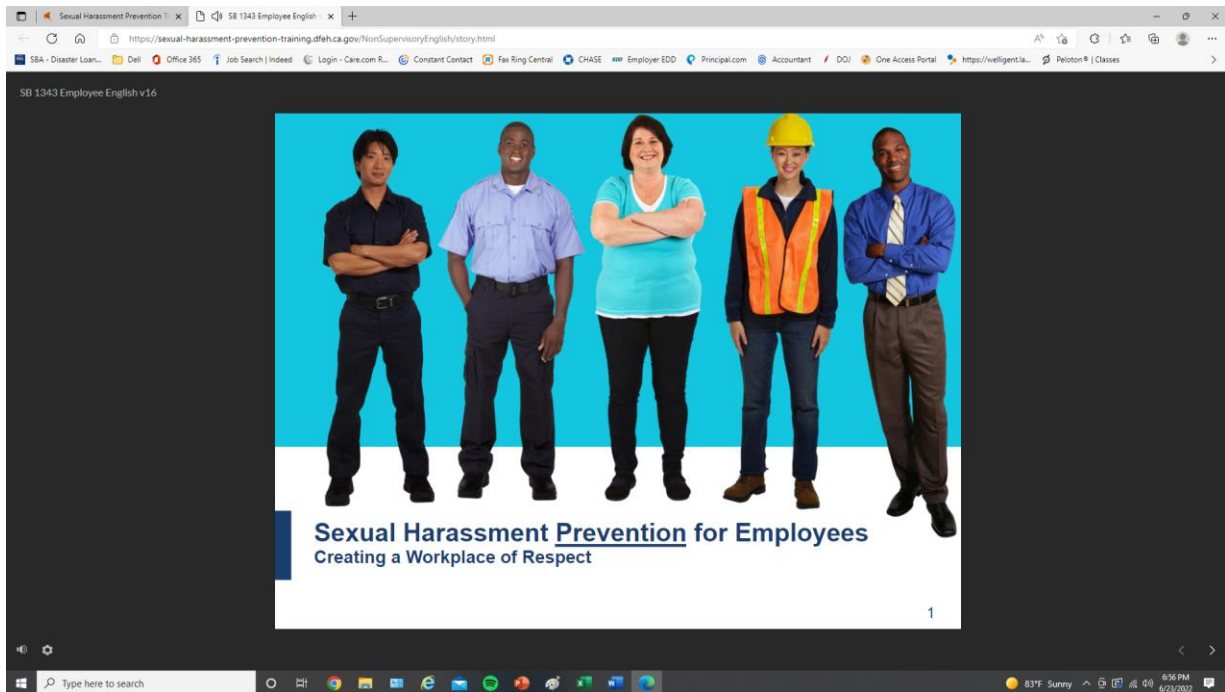 Sexual Harassment Prevention T
SB 1343 Employee English
https://sexual-harassment-prevention-training.dfeh.ca.gov/NonSupervisoryEnglish/story.html
SBA - Disaster Loan... Dell Office 365 Job Search | Indeed Login - Care.com R... Constant Contact Fax Ring Central CHASE EDD Employer EDD Principal.com Accountant DOJ One Access Portal https://welligent.la... Peloton® | Classes
SB 1343 Employee English v16
Sexual Harassment Prevention for Employees
Creating a Workplace of Respect
1
Type here to search
83°F Sunny
6:56 PM
6/23/2022